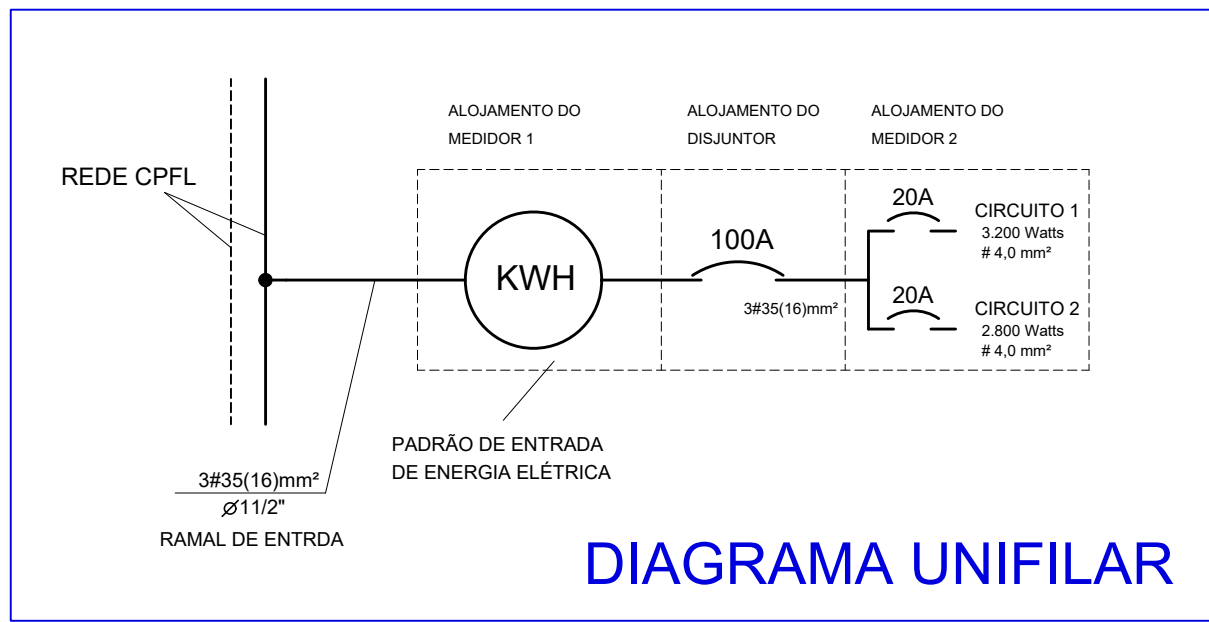 ALOJAMENTO DO
MEDIDOR 1
ALOJAMENTO DO
DISJUNTOR
ALOJAMENTO DO
MEDIDOR 2
REDE CPFL
KWH
100A
3#35(16)mm²
20A
CIRCUITO 1
3.200 Watts
# 4,0 mm²
20A
CIRCUITO 2
2.800 Watts
# 4,0 mm²
PADRÃO DE ENTRADA
DE ENERGIA ELÉTRICA
3#35(16)mm²
Ø11/2"
RAMAL DE ENTRDA
DIAGRAMA UNIFILAR